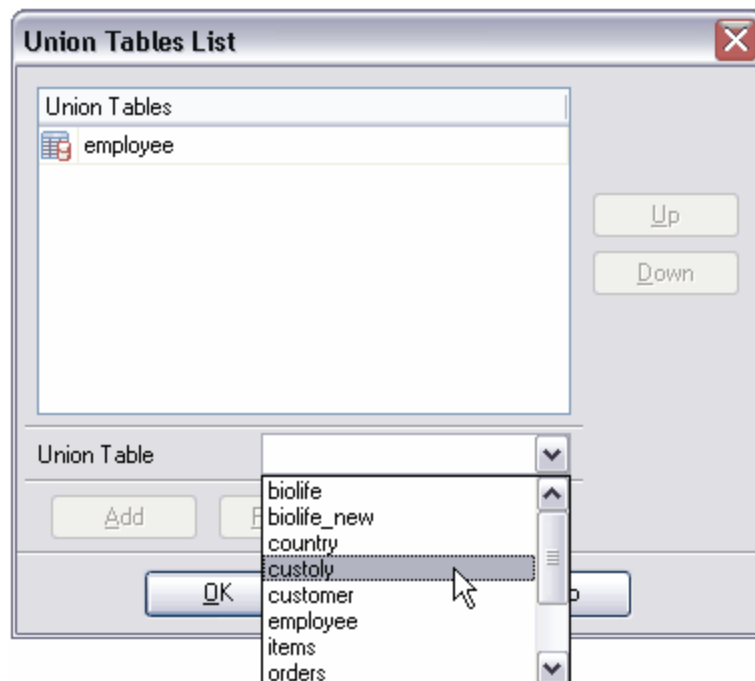 Union Tables List
Union Tables
employee
Up
Down
Union Table
Add
OK
biolife
biolife_new
country
custoly
customer
employee
items
orders